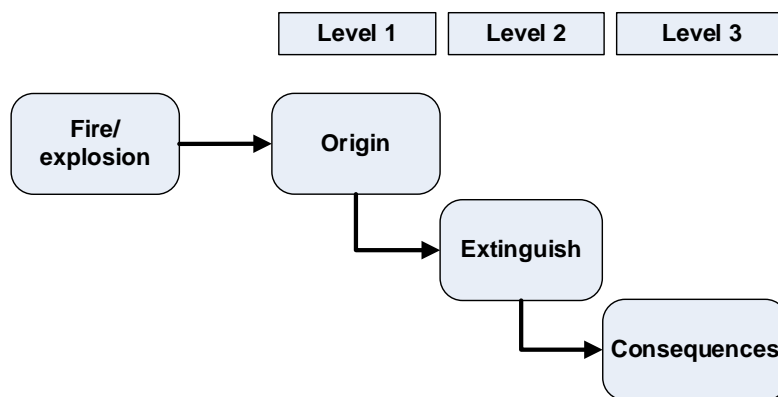 Level 1
Level 2
Level 3
Fire/
explosion
Origin
Extinguish
Consequences